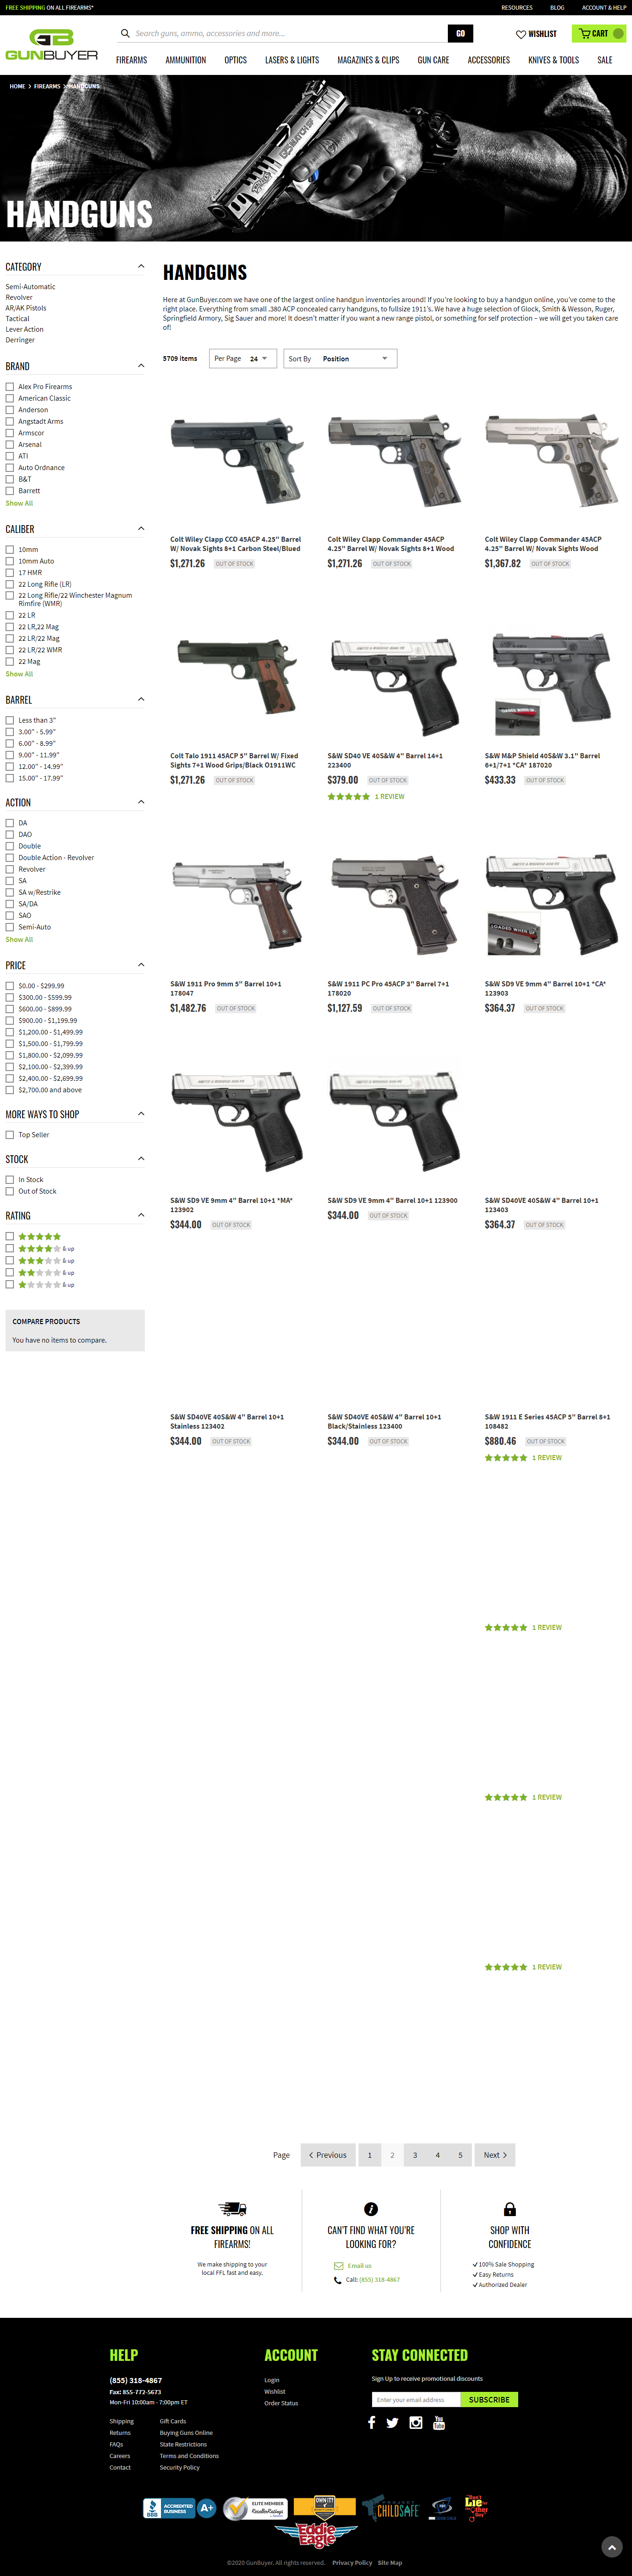 FREE SHIPPING ON ALL FIREARMS*
RESOURCES BLOG ACCOUNT & HELP
GB
GUNBUYER
Search guns, ammo, accessories and more...
GO
WISHLIST
CART
FIREARMS AMMUNITION OPTICS LASERS & LIGHTS MAGAZINES & CLIPS GUN CARE ACCESSORIES KNIVES & TOOLS SALE
HOME > FIREARMS > HANDGUNS
HANDGUNS
CATEGORY
Semi-Automatic
Revolver
AR/AK Pistols
Tactical
Lever Action
Derringer
BRAND
Alex Pro Firearms
American Classic
Anderson
Angstadt Arms
Armscor
Arsenal
ATI
Auto Ordnance
B&T
Barrett
Show All
CALIBER
10mm
10mm Auto
17 HMR
22 Long Rifle (LR)
22 Long Rifle/22 Winchester Magnum
Rimfire (WMR)
22 LR
22 LR,22 Mag
22 LR/22 Mag
22 LR/22 WMR
22 Mag
Show All
BARREL
Less than 3"
3.00" - 5.99"
6.00" - 8.99"
9.00" - 11.99"
12.00" - 14.99"
15.00" - 17.99"
ACTION
DA
DAO
Double
Double Action - Revolver
Revolver
SA
SA w/Restrike
SA/DA
SAO
Semi-Auto
Show All
PRICE
$0.00 - $299.99
$300.00 - $599.99
$600.00 - $899.99
$900.00 - $1,199.99
$1,200.00 - $1,499.99
$1,500.00 - $1,799.99
$1,800.00 - $2,099.99
$2,100.00 - $2,399.99
$2,400.00 - $2,699.99
$2,700.00 and above
MORE WAYS TO SHOP
Top Seller
STOCK
In Stock
Out of Stock
RATING
& up
& up
& up
& up
COMPARE PRODUCTS
You have no items to compare.
HANDGUNS
Here at GunBuyer.com we have one of the largest online handgun inventories around! If you're looking to buy a handgun online, you've come to the
right place. Everything from small .380 ACP concealed carry handguns, to fullsize 1911's. We have a huge selection of Glock, Smith & Wesson, Ruger,
Springfield Armory, Sig Sauer and more! It doesn't matter if you want a new range pistol, or something for self protection – we will get you taken care
of!
5709 items
Per Page 24
Sort By Position
Colt Wiley Clapp CCO 45ACP 4.25" Barrel
W/ Novak Sights 8+1 Carbon Steel/Blued
$1,271.26 OUT OF STOCK
Colt Wiley Clapp Commander 45ACP
4.25" Barrel W/ Novak Sights 8+1 Wood
$1,271.26 OUT OF STOCK
Colt Wiley Clapp Commander 45ACP
4.25" Barrel W/ Novak Sights Wood
$1,367.82 OUT OF STOCK
Colt Talo 1911 45ACP 5" Barrel W/ Fixed
Sights 7+1 Wood Grips/Black O1911WC
$1,271.26 OUT OF STOCK
S&W SD40 VE 40S&W 4" Barrel 14+1
223400
$379.00 OUT OF STOCK
1 REVIEW
S&W M&P Shield 40S&W 3.1" Barrel
6+1/7+1 *CA* 187020
$433.33 OUT OF STOCK
S&W 1911 Pro 9mm 5" Barrel 10+1
178047
$1,482.76 OUT OF STOCK
S&W 1911 PC Pro 45ACP 3" Barrel 7+1
178020
$1,127.59 OUT OF STOCK
LOADED WHEN UP
S&W SD9 VE 9mm 4" Barrel 10+1 *CA*
123903
$364.37 OUT OF STOCK
S&W SD9 VE 9mm 4" Barrel 10+1 *MA*
123902
$344.00 OUT OF STOCK
S&W SD9 VE 9mm 4" Barrel 10+1 123900
$344.00 OUT OF STOCK
S&W SD40VE 40S&W 4" Barrel 10+1
123403
$364.37 OUT OF STOCK
S&W SD40VE 40S&W 4" Barrel 10+1
Stainless 123402
$344.00 OUT OF STOCK
S&W SD40VE 40S&W 4" Barrel 10+1
Black/Stainless 123400
$344.00 OUT OF STOCK
S&W 1911 E Series 45ACP 5" Barrel 8+1
108482
$880.46 OUT OF STOCK
1 REVIEW
1 REVIEW
1 REVIEW
1 REVIEW
Page < Previous 1 2 3 4 5 Next >
FREE SHIPPING ON ALL
FIREARMS!
We make shipping to your
local FFL fast and easy.
CAN'T FIND WHAT YOU'RE
LOOKING FOR?
Email us
Call: (855) 318-4867
SHOP WITH
CONFIDENCE
100% Safe Shopping
Easy Returns
Authorized Dealer
HELP
(855) 318-4867
Fax: 855-772-5673
Mon-Fri 10:00am - 7:00pm ET
Shipping
Returns
FAQs
Careers
Contact
Gift Cards
Buying Guns Online
State Restrictions
Terms and Conditions
Security Policy
ACCOUNT
Login
Wishlist
Order Status
STAY CONNECTED
Sign Up to receive promotional discounts
Enter your email address
SUBSCRIBE
You
Tube
BBB
ACCREDITED
BUSINESS
A+
ELITE MEMBER
ResellerRatings
OWN IT?
PROJECT
CHILDSAFE
Don't
Lie
for the
other
Guy
Eddie
Eagle
©2020 GunBuyer. All rights reserved. Privacy Policy Site Map